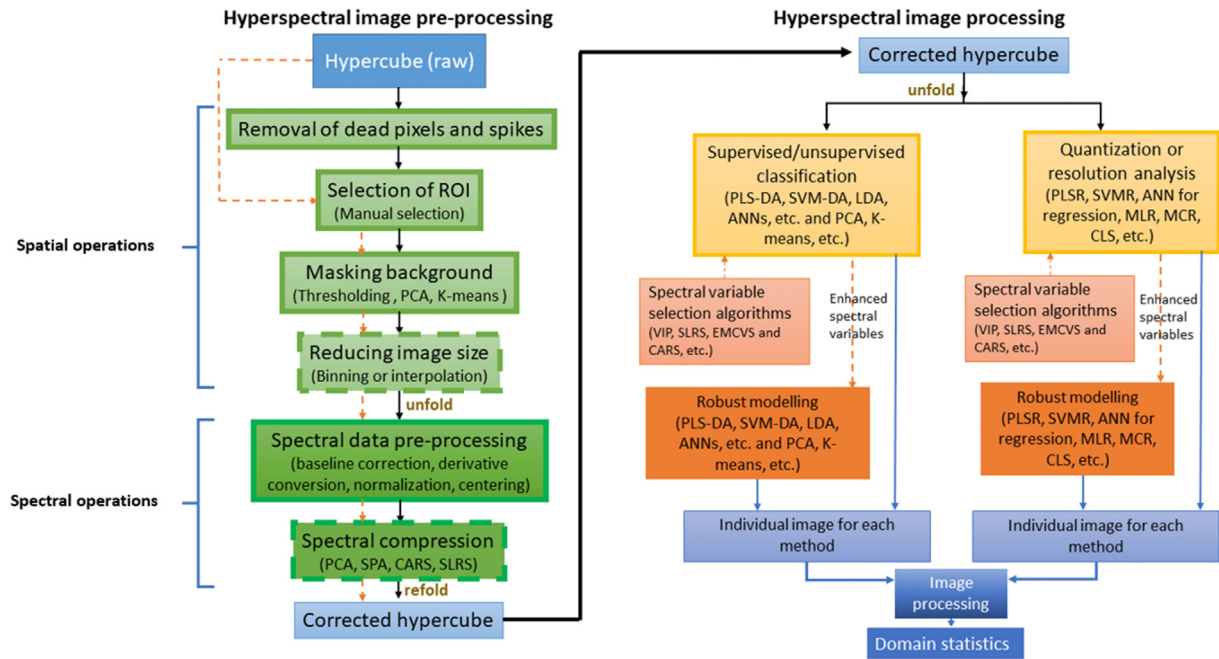 Hyperspectral image pre-processing
Hypercube (raw)
Removal of dead pixels and spikes
Selection of ROI
(Manual selection)
Spatial operations
Masking background
(Thresholding , PCA, K-means )
Reducing image size
(Binning or interpolation)
unfold
Spectral data pre-processing
(baseline correction, derivative
conversion, normalization, centering)
Spectral operations
Spectral compression
(PCA, SPA, CARS, SLRS)
refold
Corrected hypercube
Hyperspectral image processing
Corrected hypercube
unfold
Supervised/unsupervised
classification
(PLS-DA, SVM-DA, LDA,
ANNs, etc. and PCA, K-
means, etc.)
Quantization or
resolution analysis
(PLSR, SVMR, ANN for
regression, MLR, MCR,
CLS, etc.)
Spectral variable
selection algorithms
(VIP, SLRS, EMCVS and
CARS, etc.)
Enhanced
spectral
variables
Spectral variable
selection algorithms
(VIP, SLRS, EMCVS and
CARS, etc.)
Enhanced
spectral
variables
Robust modelling
(PLS-DA, SVM-DA, LDA,
ANNs, etc. and PCA, K-
means, etc.)
Robust modelling
(PLSR, SVMR, ANN for
regression, MLR, MCR,
CLS, etc.)
Individual image for each
method
Individual image for each
method
Image
processing
Domain statistics